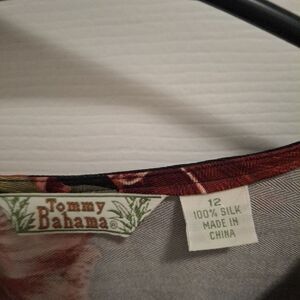 Tommy
Bahama®
12
100% SILK
MADE IN
CHINA